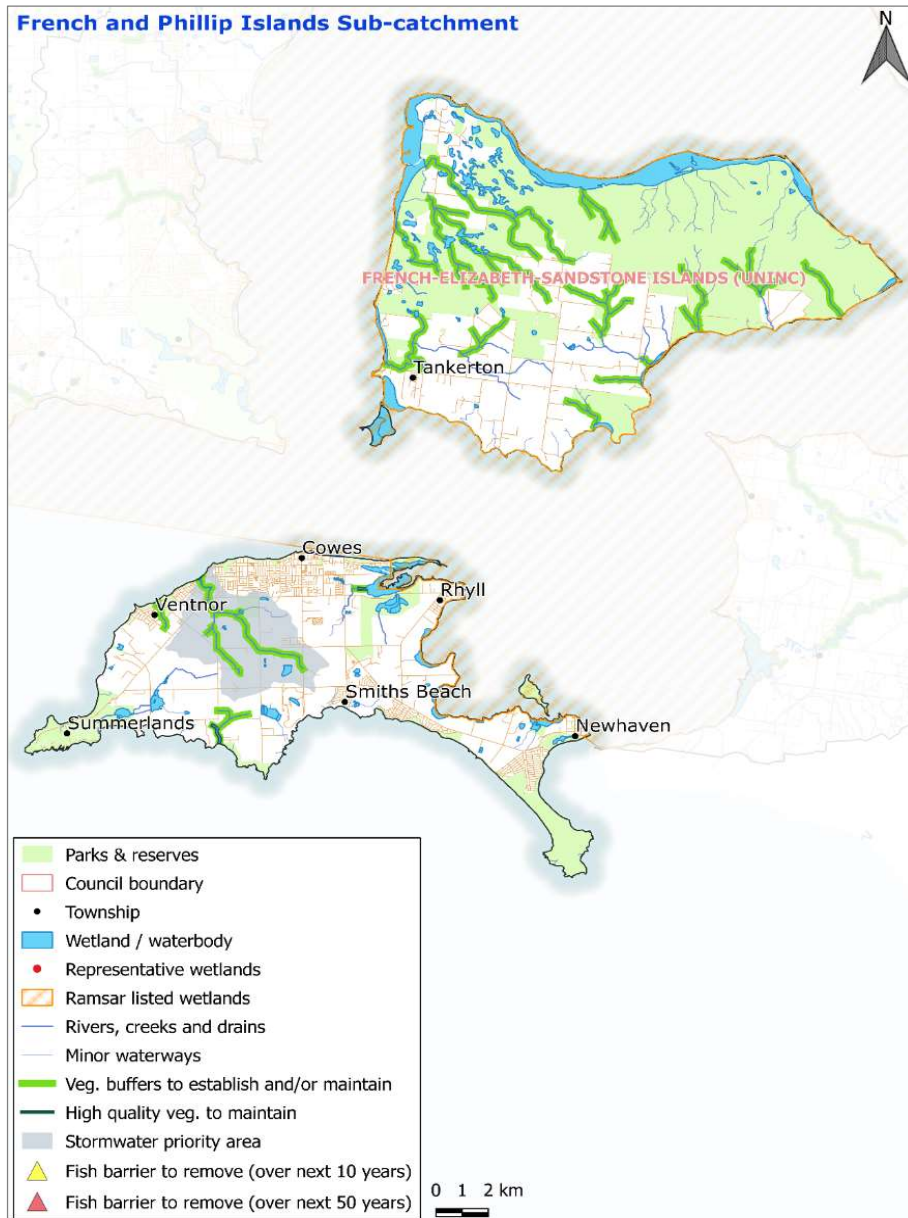 French and Phillip Islands Sub-catchment
N
FRENCH-ELIZABETH-SANDSTONE ISLANDS (UNINC)
Tankerton
Cowes
Rhyll
Ventnor
Smiths Beach
Summerlands
Newhaven
Parks & reserves
Council boundary
Township
Wetland / waterbody
Representative wetlands
Ramsar listed wetlands
Rivers, creeks and drains
Minor waterways
Veg. buffers to establish and/or maintain
High quality veg. to maintain
Stormwater priority area
Fish barrier to remove (over next 10 years)
Fish barrier to remove (over next 50 years)
0 1 2 km